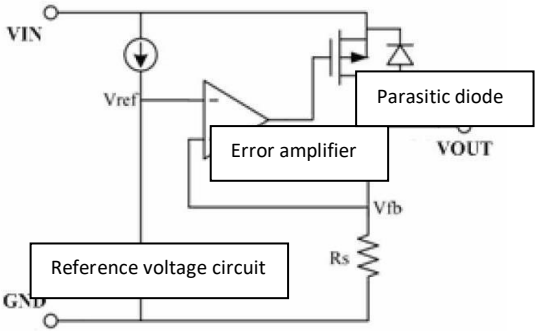 VIN
Vref
Parasitic diode
Error amplifier
VOUT
Vfb
Reference voltage circuit
Rs
GND